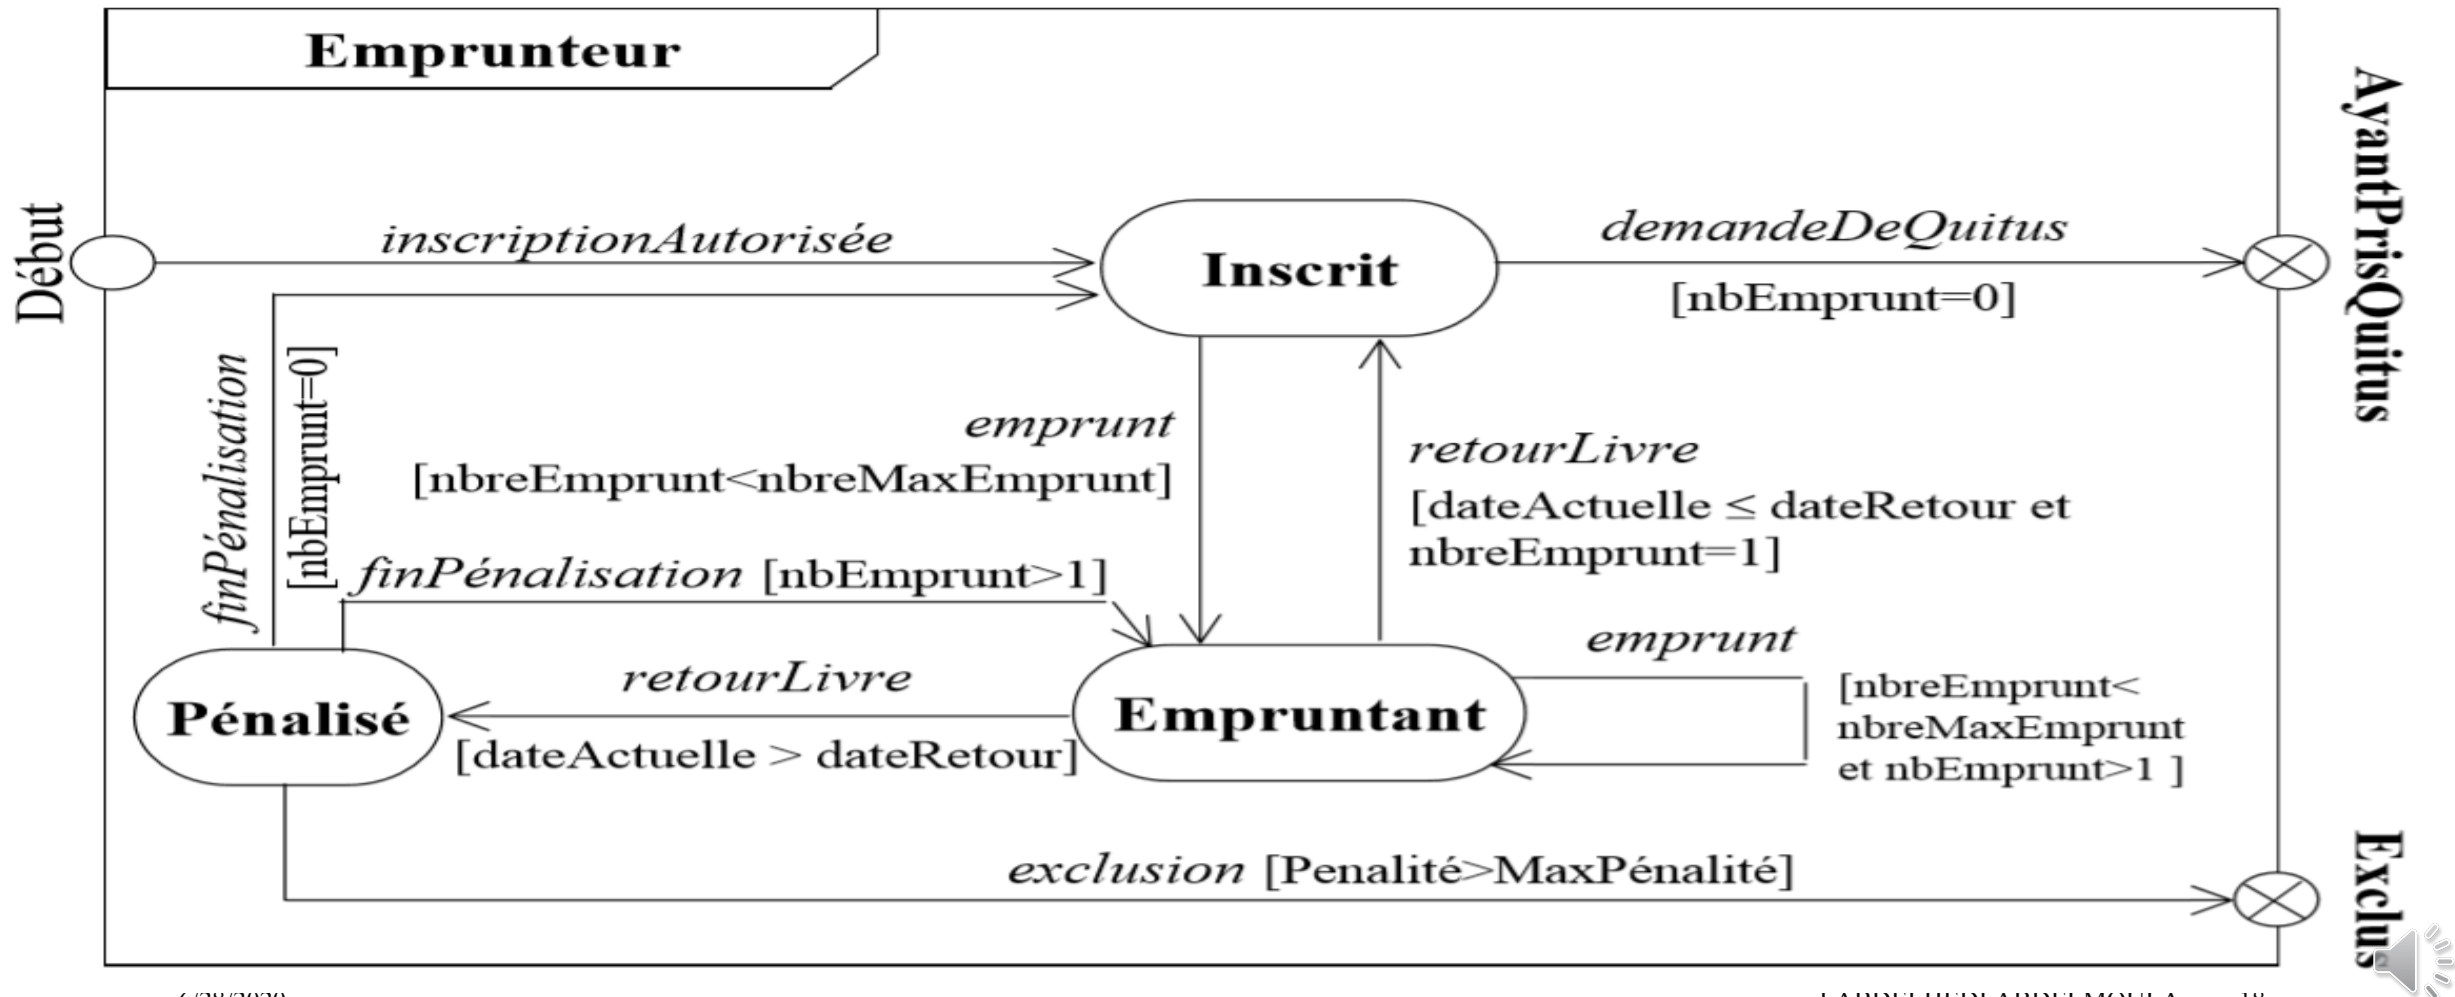 Emprunteur
Début
inscriptionAutorisée
Inscrit
demandeDeQuitus
[nbEmprunt=0]
AyantPrisQuitus
finPénalisation
[nbEmprunt=0]
emprunt
[nbreEmprunt<nbreMaxEmprunt]
retourLivre
[dateActuelle ≤ dateRetour et
nbreEmprunt=1]
finPénalisation [nbEmprunt>1]
emprunt
[nbreEmprunt<
nbreMaxEmprunt
et nbEmprunt>1 ]
Pénalisé
retourLivre
[dateActuelle > dateRetour]
Empruntant
exclusion [Penalité>MaxPénalité]
Exclus